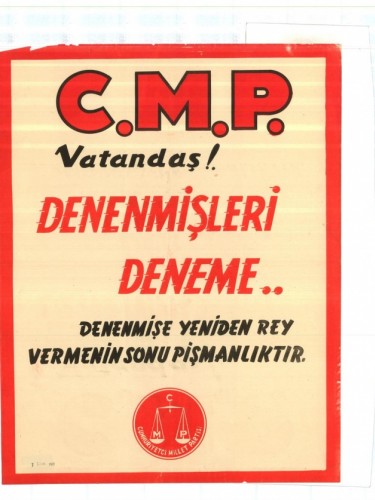 C.M.P.
Vatandaş!
DENENMİŞLERİ
DENEME..
DENENMİŞE YENİDEN REY
VERMENİN SONU PİŞMANLIKTIR.
C
M P
CUMHURİYETÇİ MİLLET PARTİSİ